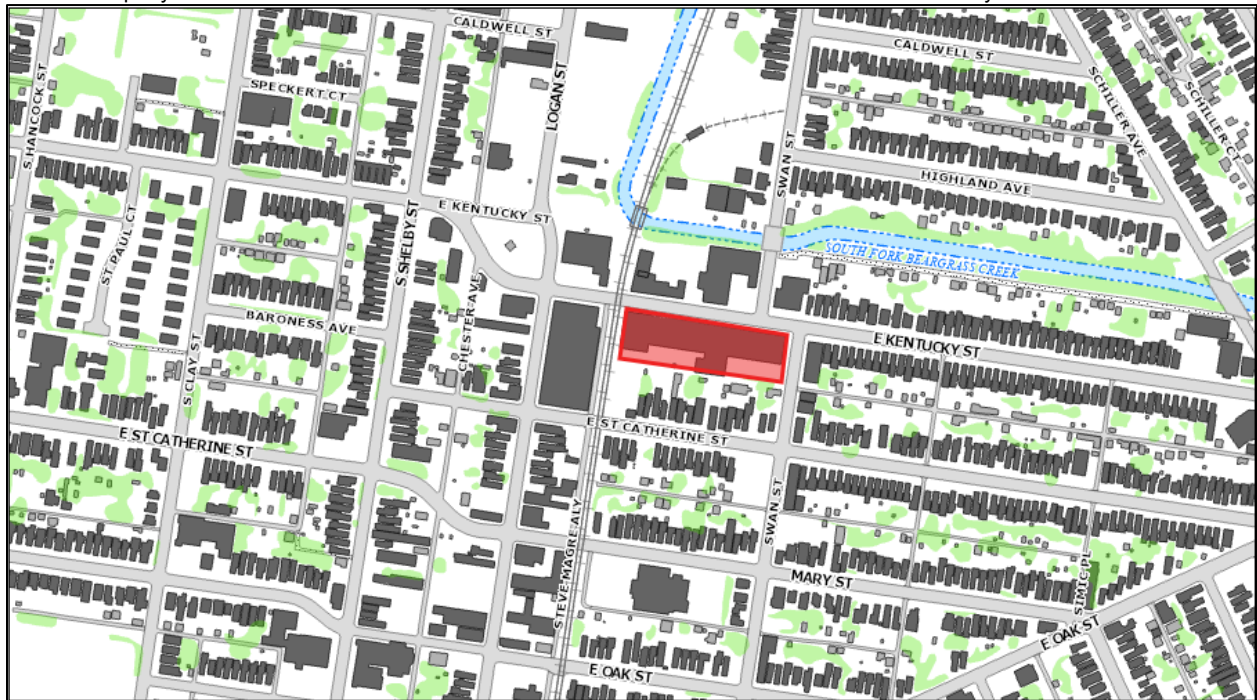 CALDWELL ST
CALDWELL ST
SCHILLER AVE
SCHILLER CT
S HANCOCK ST
SPECKERT CT
LOGAN ST
SWAN ST
HIGHLAND AVE
E KENTUCKY ST
ST PAUL CT
S SHELBY ST
SOUTH FORK BEARGRASS CREEK
CHESTER AVE
BARONESS AVE
E KENTUCKY ST
S CLAY ST
E ST CATHERINE ST
E ST CATHERINE ST
SWAN ST
STEVE MAGRE ALY
MARY ST
SIMIC PL
E OAK ST
E OAK ST